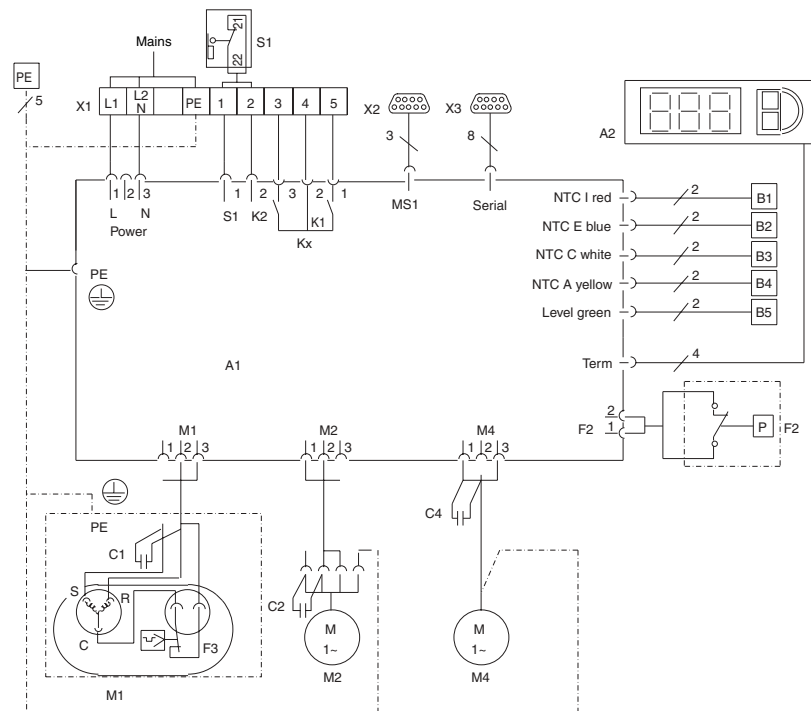 Mains
S1
21
22
PE
5
X1 L1 L2 N PE 1 2 3 4 5
X2
X3
3
8
A2
1 2 3
L N
Power
1 2 3 2 1
S1 K2 K1
Kx
MS1
Serial
NTC I red 2 B1
NTC E blue 2 B2
NTC C white 2 B3
NTC A yellow 2 B4
Level green 2 B5
Term 4
PE
A1
2
1
F2
P
F2
M1
1 2 3
M2
1 2 3
M4
1 2 3
PE
C1
C4
S R
C
F3
C2
M
1~
M
1~
M1
M2
M4